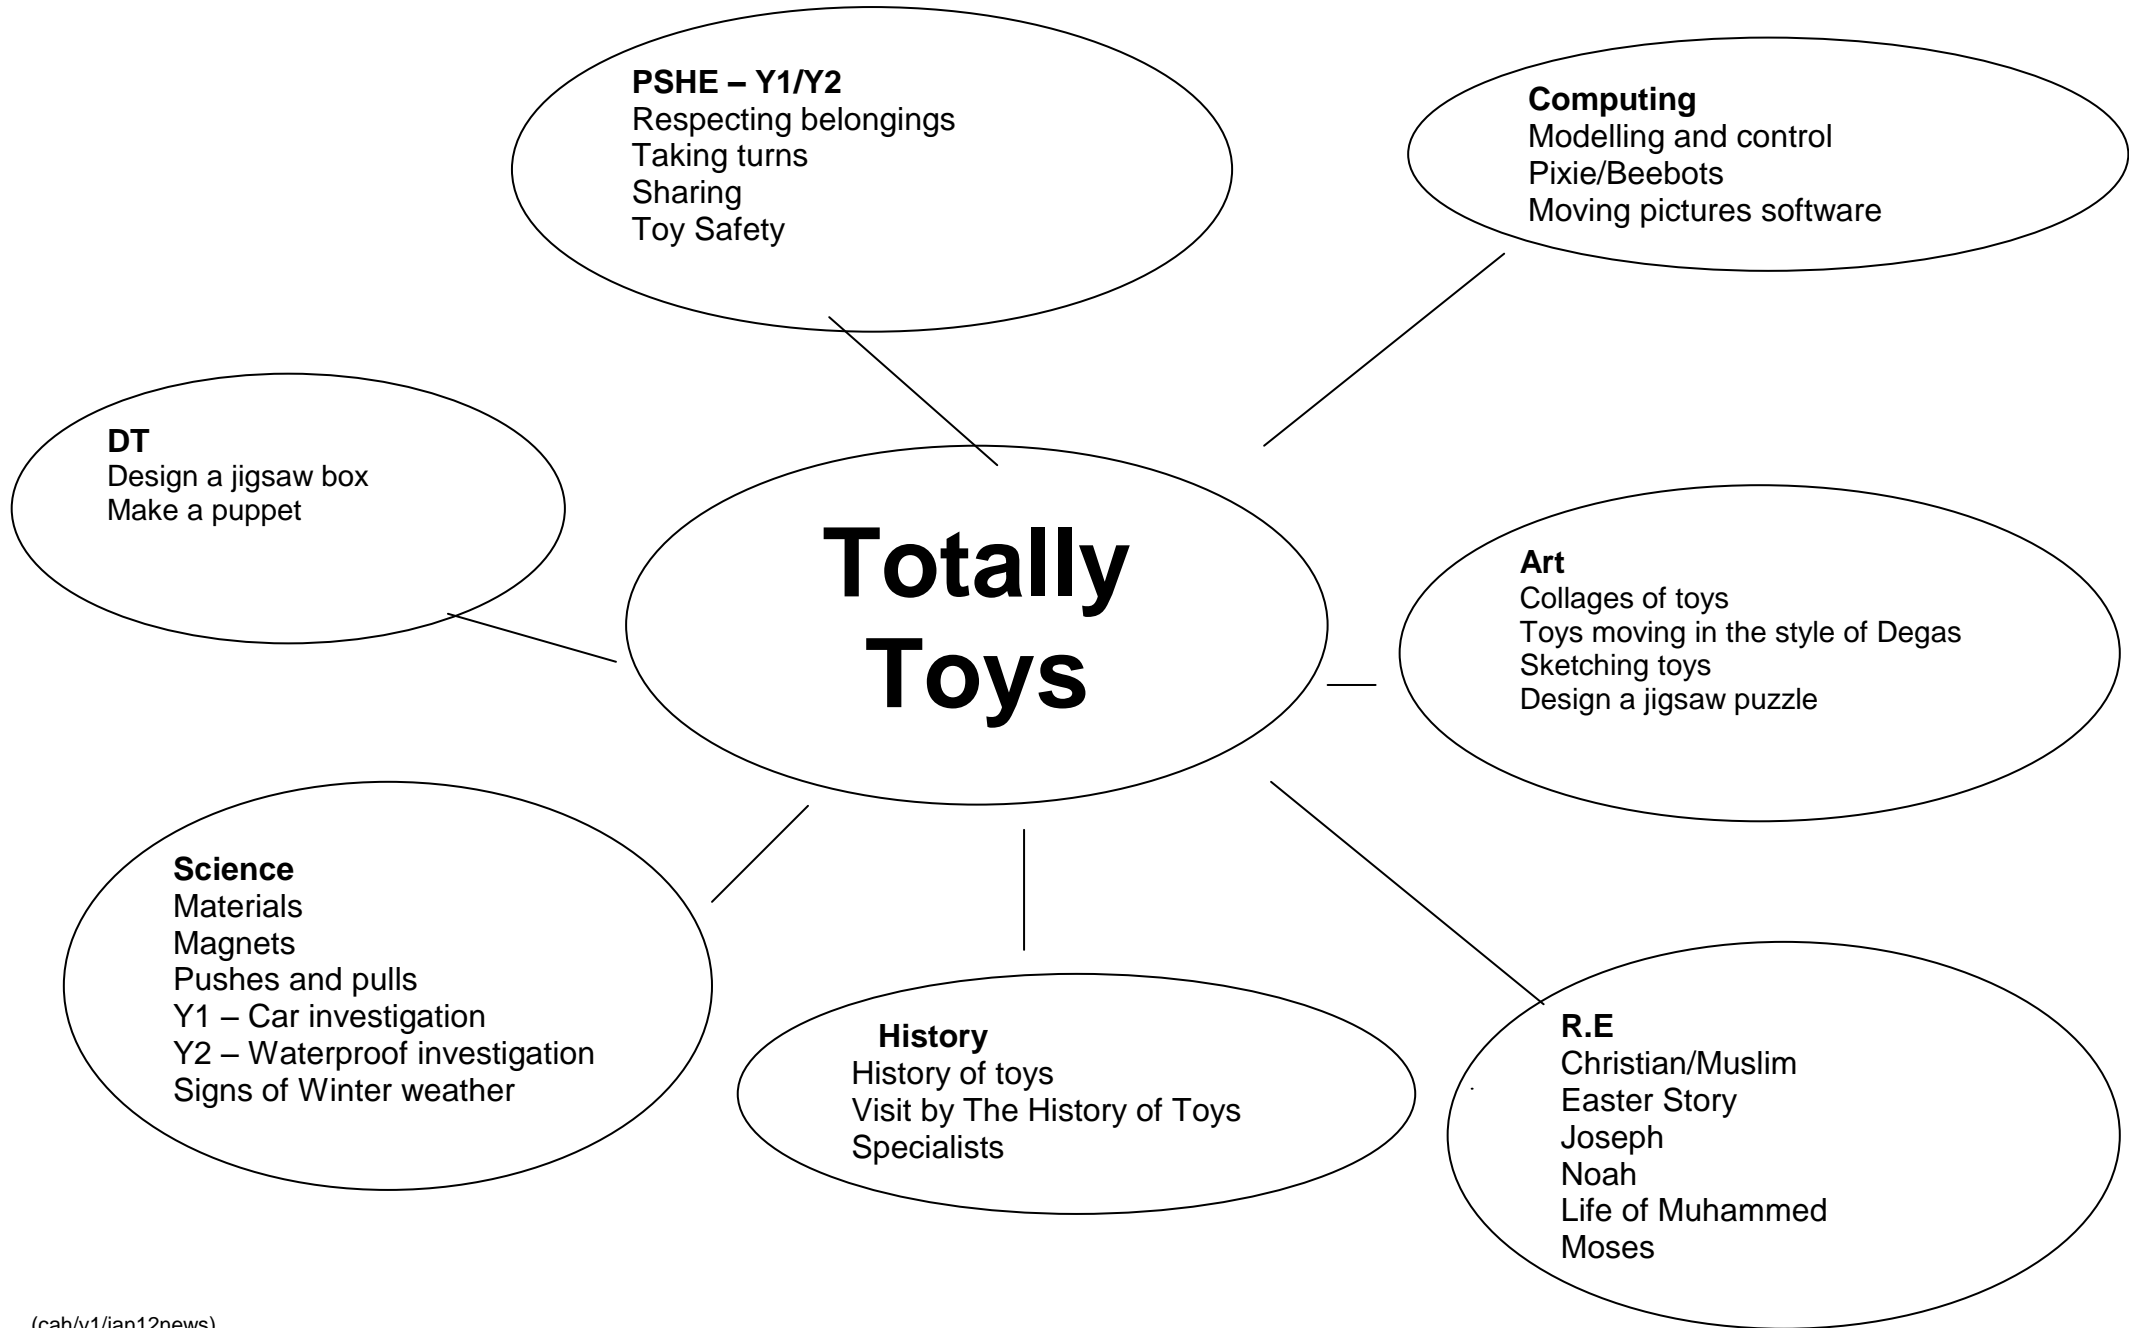 PSHE – Y1/Y2
Respecting belongings
Taking turns
Sharing
Toy Safety
Computing
Modelling and control
Pixie/Beebots
Moving pictures software
DT
Design a jigsaw box
Make a puppet
Totally
Toys
Art
Collages of toys
Toys moving in the style of Degas
Sketching toys
Design a jigsaw puzzle
Science
Materials
Magnets
Pushes and pulls
Y1 – Car investigation
Y2 – Waterproof investigation
Signs of Winter weather
History
History of toys
Visit by The History of Toys
Specialists
R.E
Christian/Muslim
Easter Story
Joseph
Noah
Life of Muhammed
Moses
(cah/y1/jan12news)